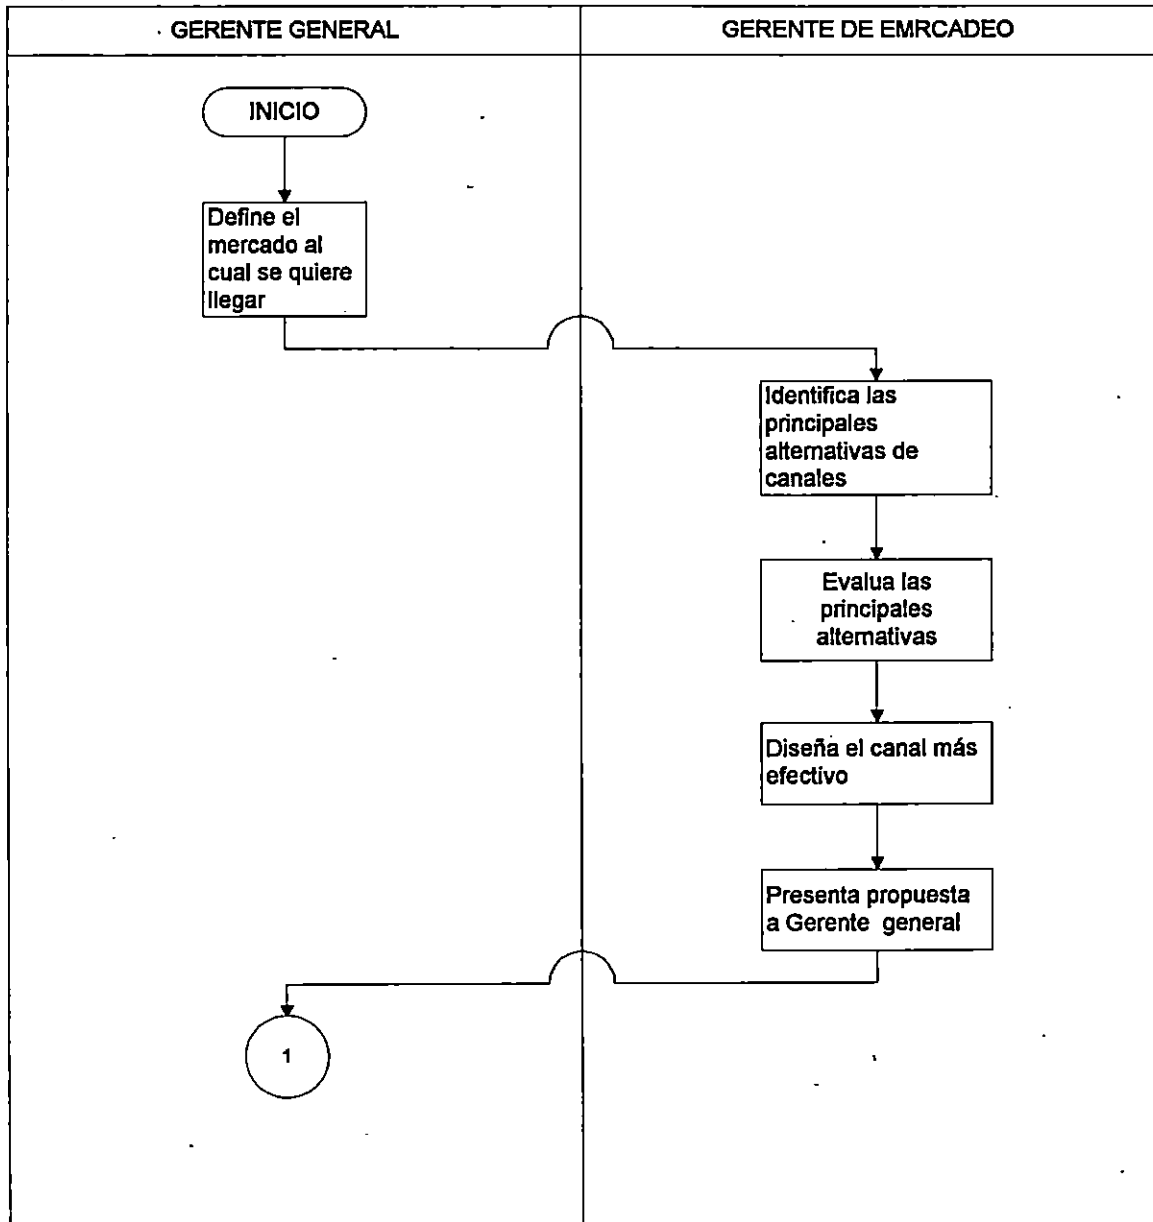 GERENTE GENERAL
GERENTE DE EMRCADEO
INICIO
Define el
mercado al
cual se quiere
llegar
Identifica las
principales
alternativas de
canales
Evalua las
principales
alternativas
Diseña el canal más
efectivo
Presenta propuesta
a Gerente general
1